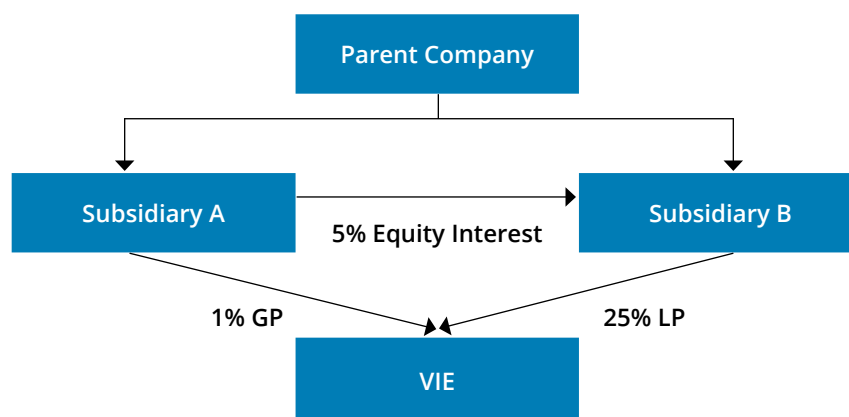 Parent Company
Subsidiary A
Subsidiary B
5% Equity Interest
1% GP
25% LP
VIE